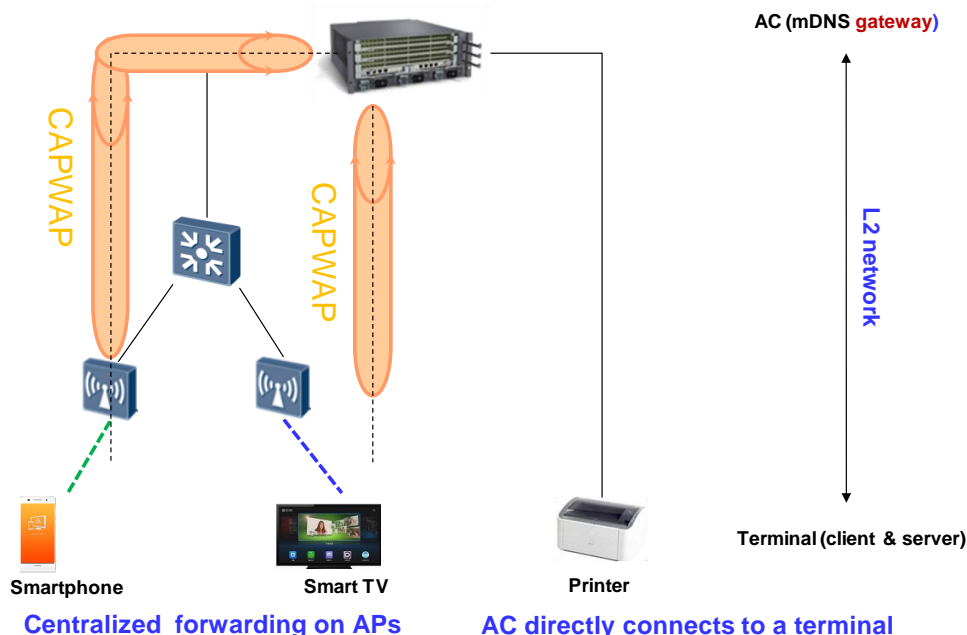 AC (mDNS gateway)
CAPWAP
CAPWAP
L2 network
Terminal (client & server)
Smartphone
Smart TV
Printer
Centralized forwarding on APs
AC directly connects to a terminal